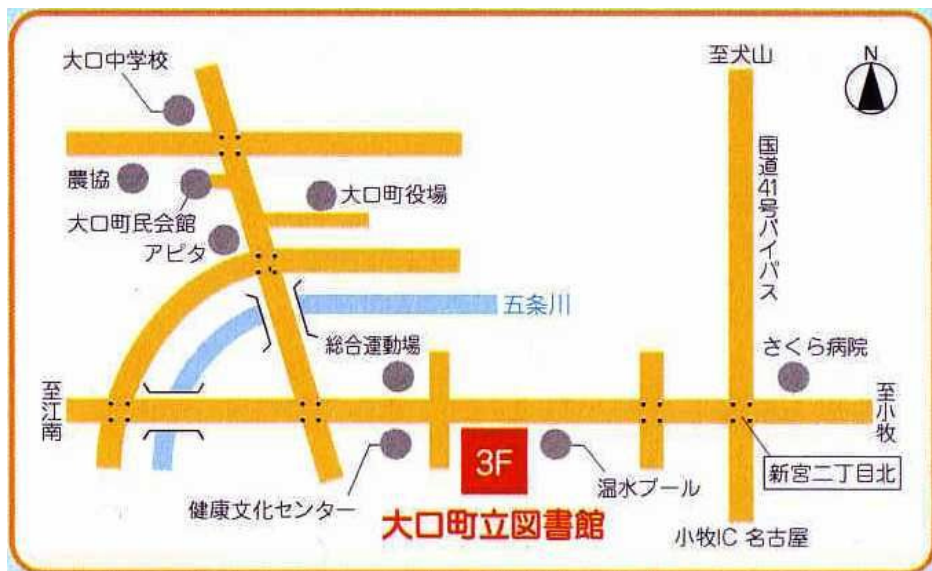 大口中学校
至犬山
N
農協
大口町民会館
大口町役場
アピタ
国道41号バイパス
五条川
総合運動場
さくら病院
至江南
至小牧
3F
新宮二丁目北
温水プール
健康文化センター
大口町立図書館
小牧IC 名古屋